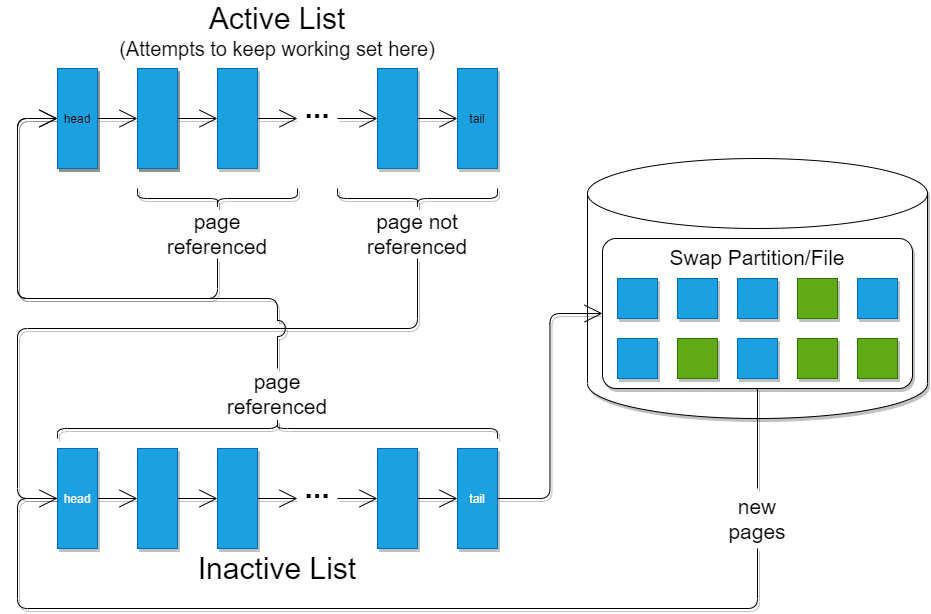 Active List
(Attempts to keep working set here)
head
...
tail
page
referenced
page not
referenced
Swap Partition/File
page
referenced
head
...
tail
new
pages
Inactive List